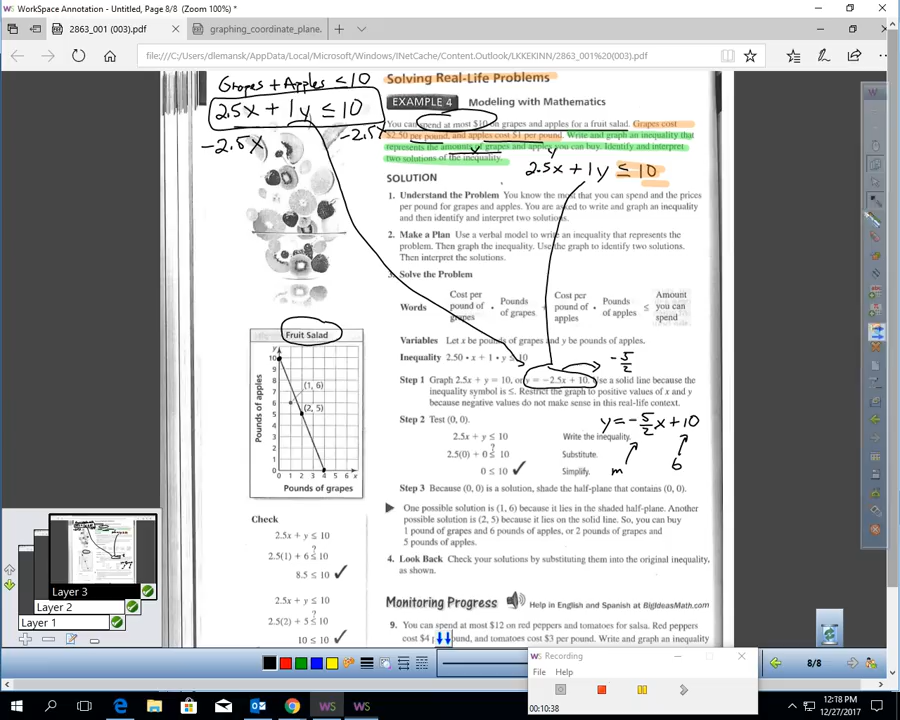 WorkSpace Annotation - Untitled, Page 8/8 (Zoom 100%) *
2863_001 (003).pdf
graphing_coordinate_plane.
file:///C:/Users/dlemansk/AppData/Local/Microsoft/Windows/INetCache/Content.Outlook/LKKEKINN/2863_001%20(003).pdf
Grapes + Apples ≤ 10
2.5x + 1y ≤ 10
-2.5x
-2.5x
Solving Real-Life Problems
EXAMPLE 4 Modeling with Mathematics
You can spend at most $10 on grapes and apples for a fruit salad. Grapes cost
$2.50 per pound, and apples cost $1 per pound. Write and graph an inequality that
represents the amounts of grapes and apples you can buy. Identify and interpret
two solutions of the inequality.
x
y
2.5x + 1y ≤ 10
SOLUTION
1. Understand the Problem You know the most that you can spend and the prices
per pound for grapes and apples. You are asked to write and graph an inequality
and then identify and interpret two solutions.
2. Make a Plan Use a verbal model to write an inequality that represents the
problem. Then graph the inequality. Use the graph to identify two solutions.
Then interpret the solutions.
3. Solve the Problem
Words
Cost per pound of grapes · Pounds of grapes
Cost per pound of apples · Pounds of apples ≤ Amount you can spend
Variables Let x be pounds of grapes and y be pounds of apples.
Inequality 2.50 · x + 1 · y ≤ 10
-5/2
Step 1 Graph 2.5x + y = 10, or y = -2.5x + 10. Use a solid line because the
inequality symbol is ≤. Restrict the graph to positive values of x and y
because negative values do not make sense in this real-life context.
Step 2 Test (0, 0).
y = -5/2x + 10
2.5x + y ≤ 10 Write the inequality.
2.5(0) + 0 ≤? 10 Substitute.
0 ≤ 10 ✓ Simplify.
m
b
Step 3 Because (0, 0) is a solution, shade the half-plane that contains (0, 0).
One possible solution is (1, 6) because it lies in the shaded half-plane. Another
possible solution is (2, 5) because it lies on the solid line. So, you can buy
1 pound of grapes and 6 pounds of apples, or 2 pounds of grapes and
5 pounds of apples.
4. Look Back Check your solutions by substituting them into the original inequality,
as shown.
Monitoring Progress Help in English and Spanish at BigIdeasMath.com
9. You can spend at most $12 on red peppers and tomatoes for salsa. Red peppers
cost $4 ound, and tomatoes cost $3 per pound. Write and graph an inequality
Fruit Salad
Pounds of apples
y
10
9
8
7
6
5
4
3
2
1
0
(1, 6)
(2, 5)
0 1 2 3 4 5 6 x
Pounds of grapes
Check
2.5x + y ≤ 10
2.5(1) + 6 ≤? 10
8.5 ≤ 10 ✓
2.5x + y ≤ 10
2.5(2) + 5 ≤? 10
10 ≤ 10 ✓
Layer 3
Layer 2
Layer 1
8/8
WS Recording
File Help
00:10:38
WS
WS
12:18 PM
12/27/2017